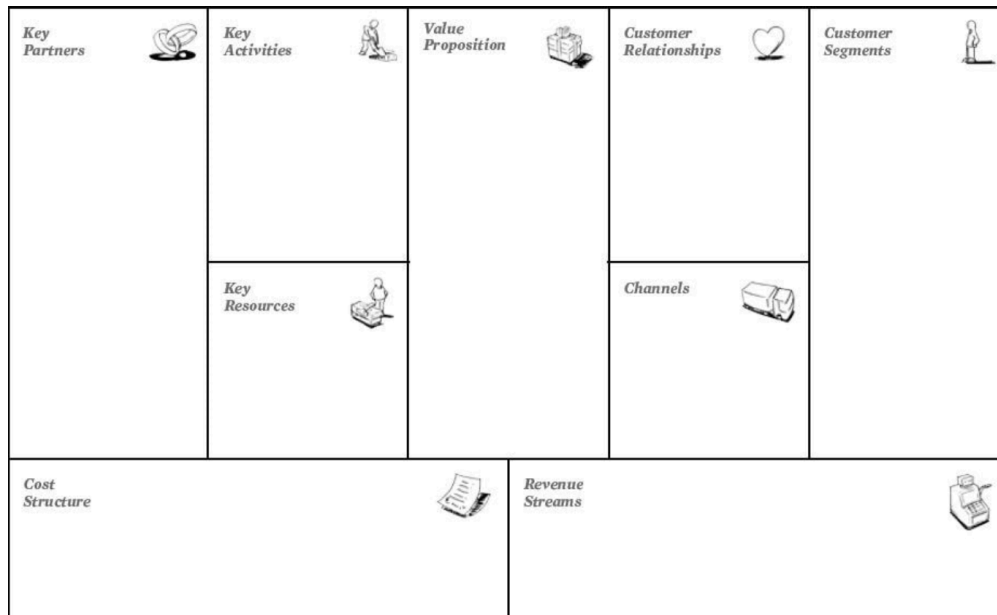 Key
Partners
Key
Activities
Value
Proposition
Customer
Relationships
Customer
Segments
Key
Resources
Channels
Cost
Structure
Revenue
Streams